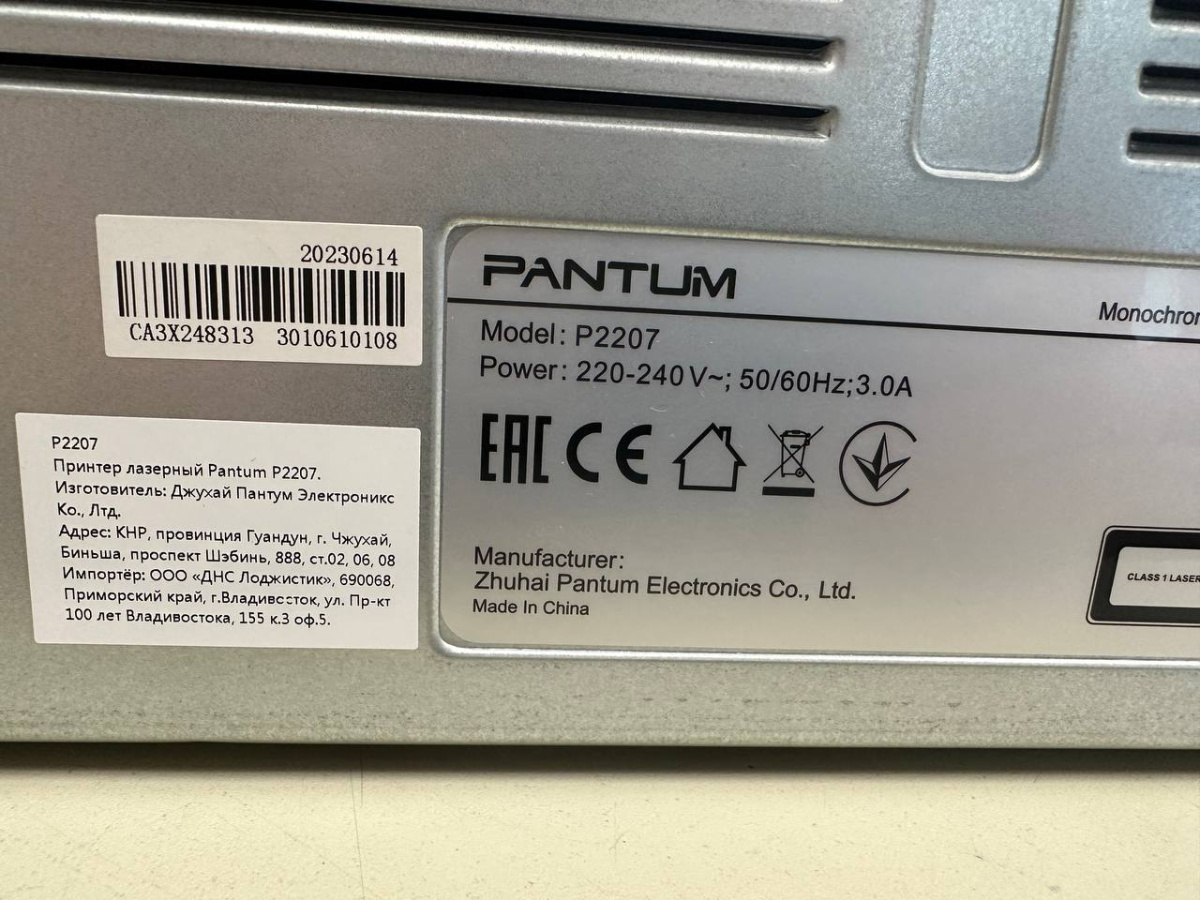 20230614
CA3X248313 3010610108
P2207
Принтер лазерный Pantum P2207.
Изготовитель: Джухай Пантум Электроникс
Ко., Лтд.
Адрес: КНР, провинция Гуандун, г. Чжухай,
Биньша, проспект Шэбинь, 888, ст.02, 06, 08
Импортёр: ООО «ДНС Лоджистик», 690068,
Приморский край, г.Владивосток, ул. Пр-кт
100 лет Владивостока, 155 к.3 оф.5.
PANTUM
Monochrom
Model: P2207
Power: 220-240V~; 50/60Hz;3.0A
EAC CE
Manufacturer:
Zhuhai Pantum Electronics Co., Ltd.
Made In China
CLASS 1 LASER